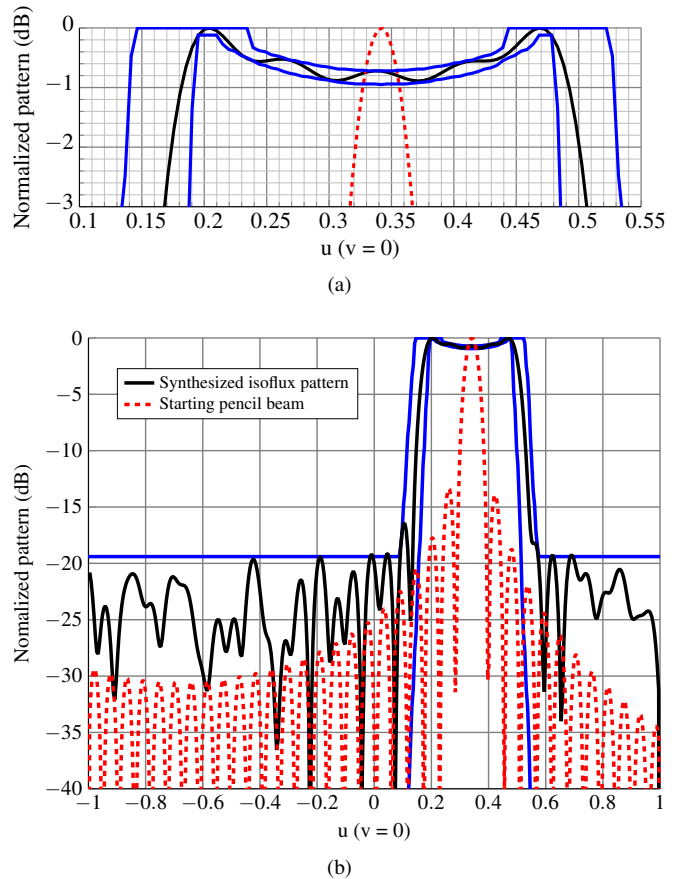 0
−1
−2
−3
Normalized pattern (dB)
0.1 0.15 0.2 0.25 0.3 0.35 0.4 0.45 0.5 0.55
u (v = 0)
(a)
0
−5
−10
−15
−20
−25
−30
−35
−40
Nomalized pattern (dB)
Synthesized isoflux pattern
Starting pencil beam
−1 −0.8 −0.6 −0.4 −0.2 0 0.2 0.4 0.6 0.8 1
u (v = 0)
(b)